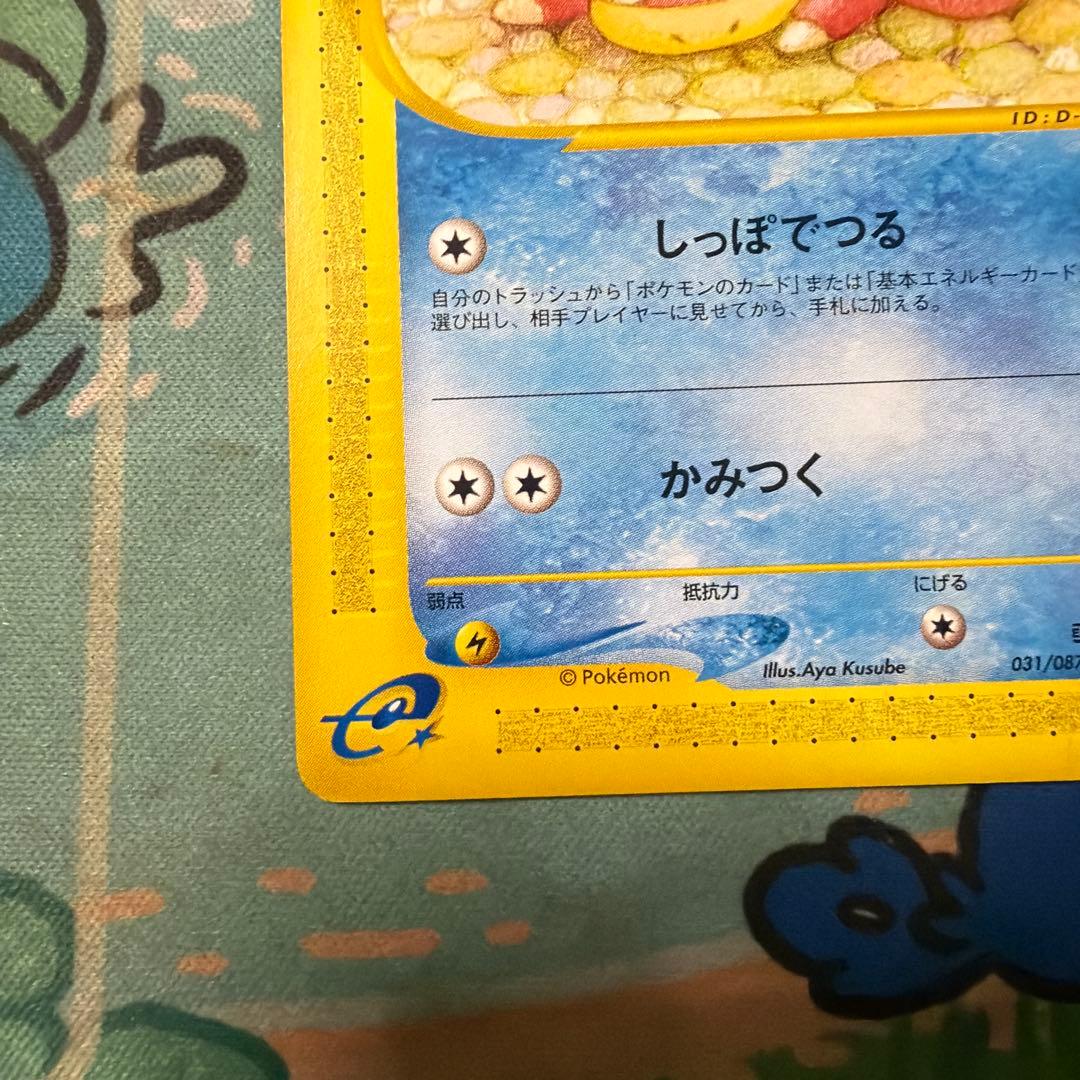 ID:D-
しっぽでつる
自分のトラッシュから「ポケモンのカード」または「基本エネルギーカード
選び出し、相手プレイヤーに見せてから、手札に加える。
かみつく
弱点 抵抗力 にげる
© Pokémon Illus.Aya Kusube 031/087